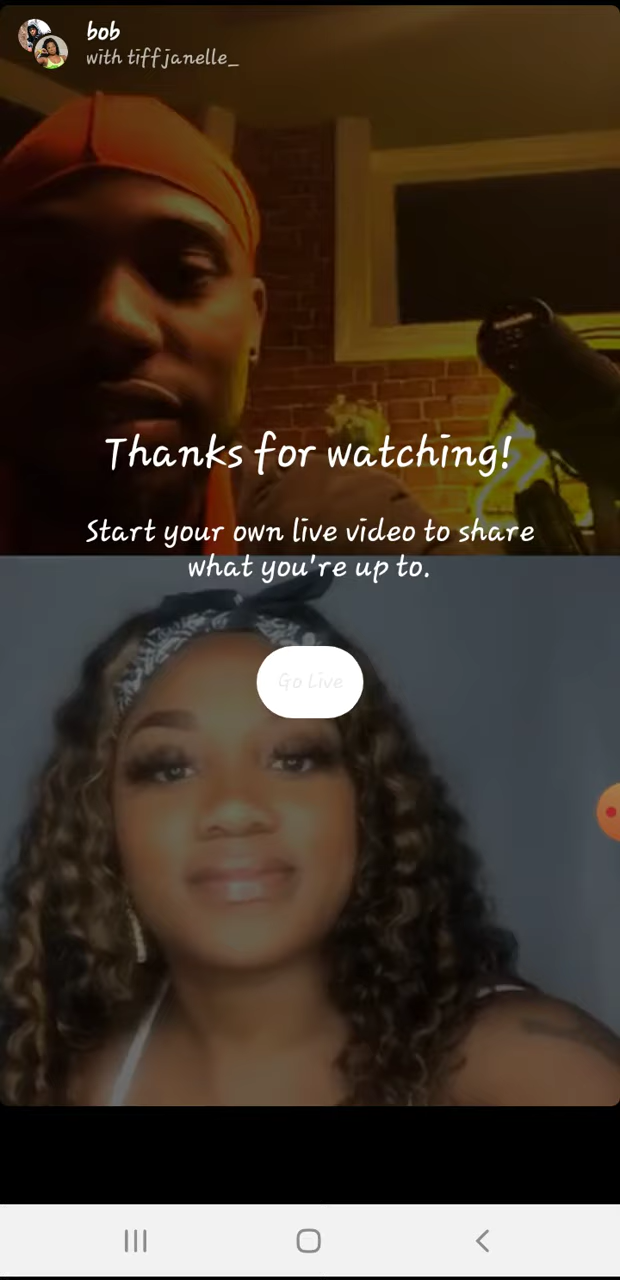 bob
with tiffjanelle_
Thanks for watching!
Start your own live video to share
what you're up to.
Go Live